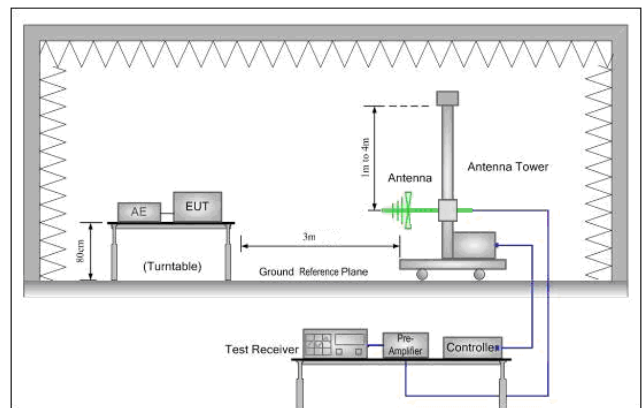 1m to 4m
Antenna
Antenna Tower
AE
EUT
80cm
(Turntable)
3m
Ground Reference Plane
Test Receiver
Pre-
Amplifier
Controller